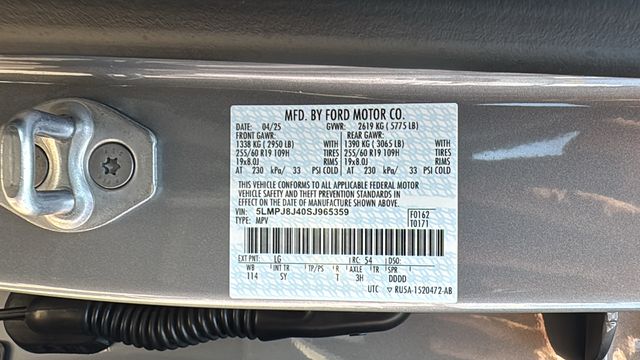 MFD. BY FORD MOTOR CO.
DATE: 04/25 GVWR: 2619 KG ( 5775 LB)
FRONT GAWR: REAR GAWR:
1338 KG ( 2950 LB) WITH 1390 KG ( 3065 LB) WITH
255/60 R19 109H TIRES 255/60 R19 109H TIRES
19x8.0J RIMS 19x8.0J RIMS
AT 230 kPa/ 33 PSI COLD AT 230 kPa/ 33 PSI COLD
THIS VEHICLE CONFORMS TO ALL APPLICABLE FEDERAL MOTOR
VEHICLE SAFETY AND THEFT PREVENTION STANDARDS IN
EFFECT ON THE DATE OF MANUFACTURE SHOWN ABOVE.
VIN: 5LMPJ8J40SJ965359 F0162
TYPE: MPV T0171
EXT PNT: LG RC: 54 DSO:
WB INT TR TP/PS R AXLE TR SPR
114 SY T 3H DDDD
UTC ▽ RU5A-1520472-AB